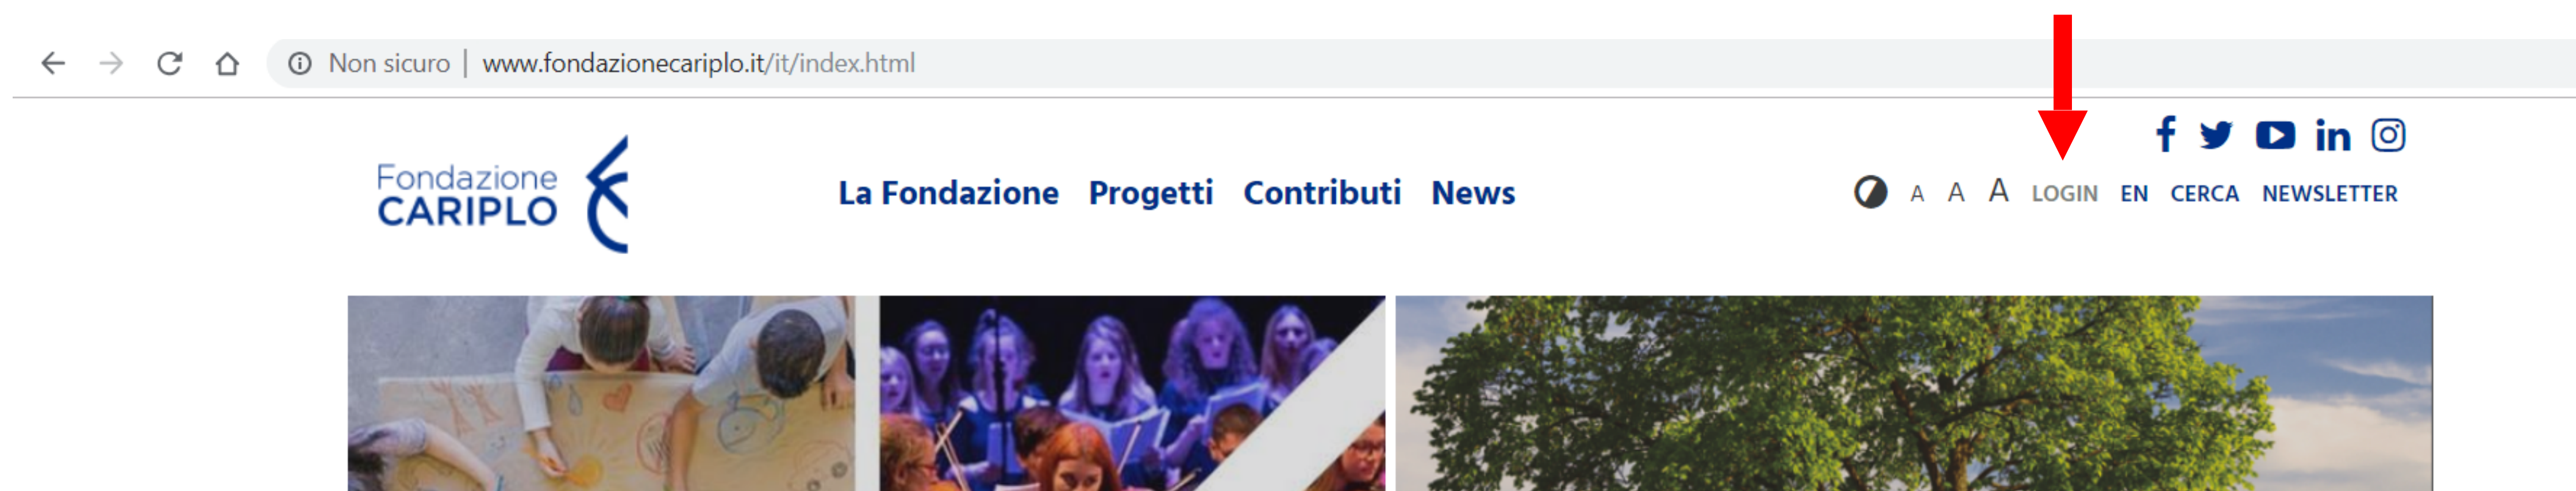 Non sicuro | www.fondazionecariplo.it/it/index.html
Fondazione
CARIPLO
La Fondazione Progetti Contributi News
A A A LOGIN EN CERCA NEWSLETTER